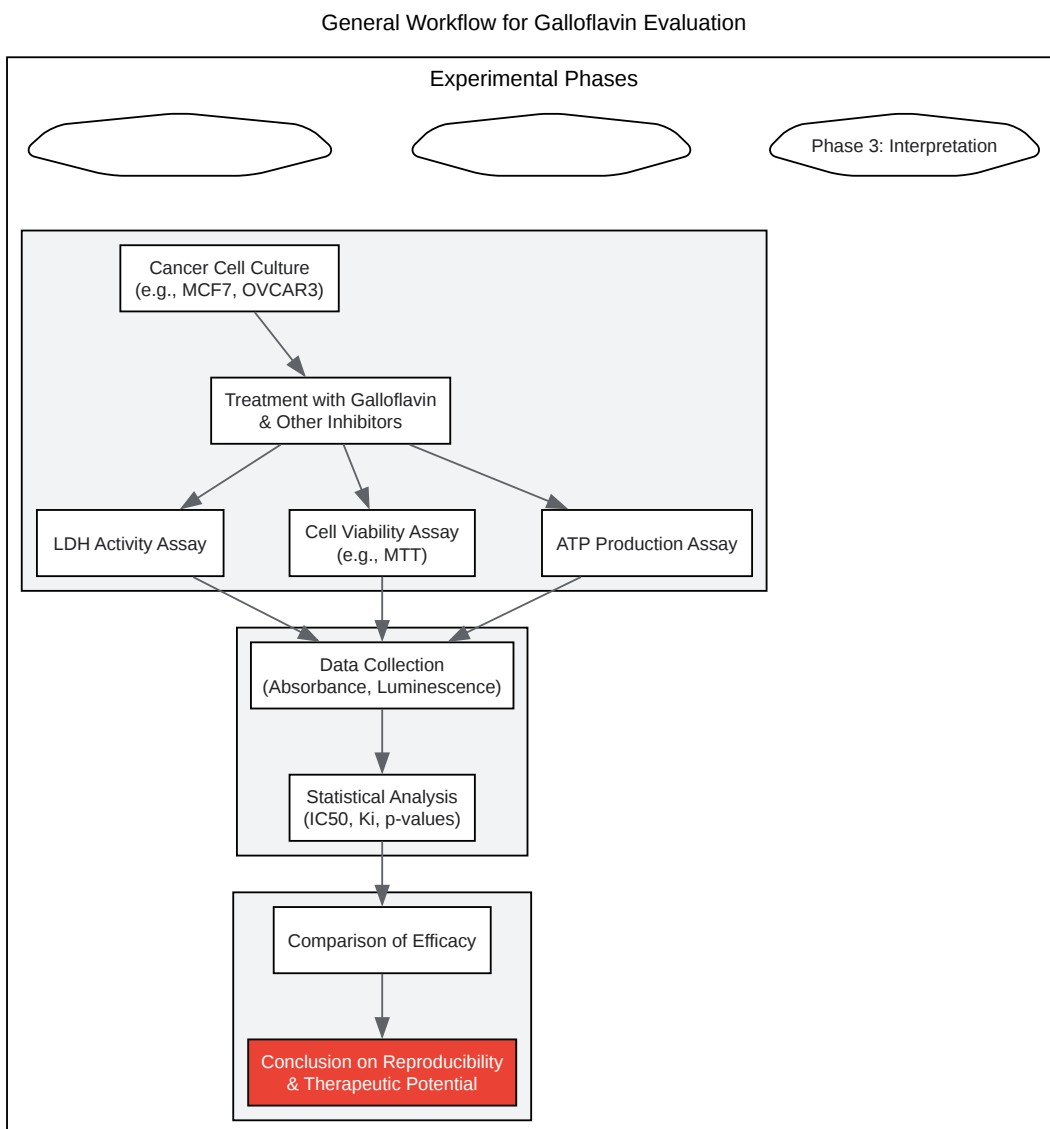 General Workflow for Galloflavin Evaluation
Experimental Phases
Phase 3: Interpretation
Cancer Cell Culture
(e.g., MCF7, OVCAR3)
Treatment with Galloflavin
& Other Inhibitors
LDH Activity Assay
Cell Viability Assay
(e.g., MTT)
ATP Production Assay
Data Collection
(Absorbance, Luminescence)
Statistical Analysis
(IC50, Ki, p-values)
Comparison of Efficacy
Conclusion on Reproducibility
& Therapeutic Potential